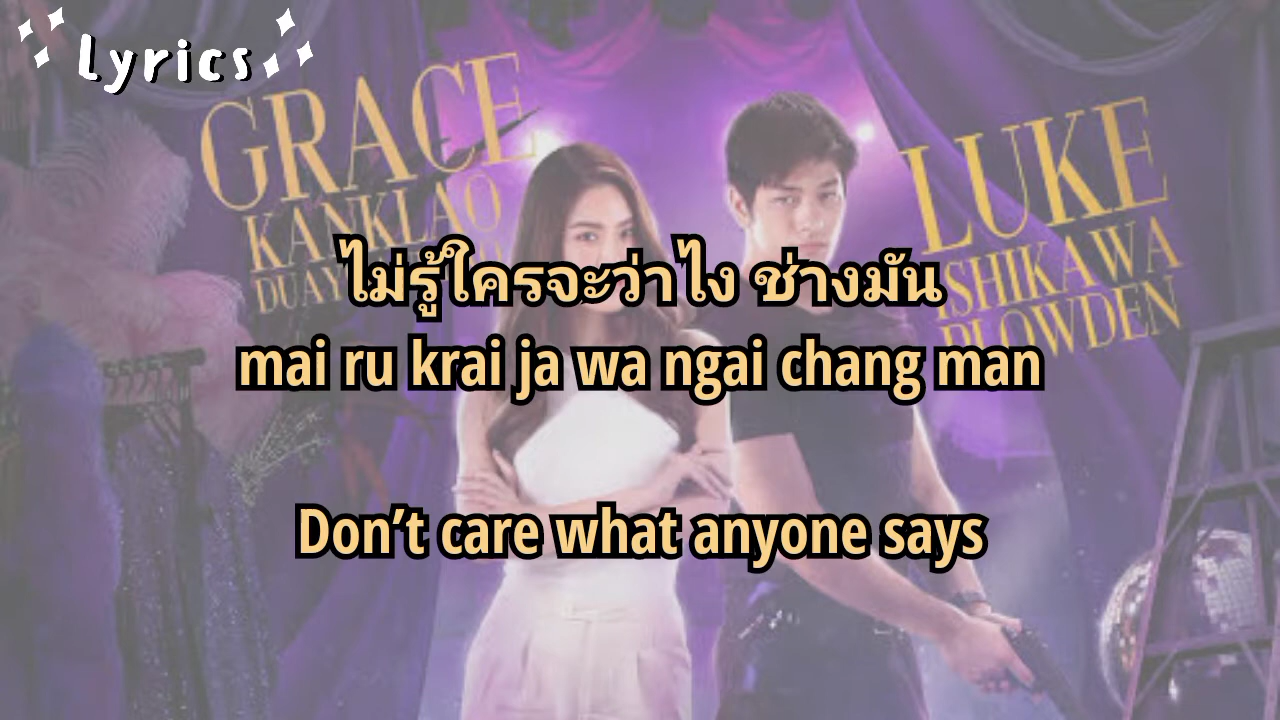 Lyrics
GRACE
KANKLAO
LUKE
ISHIKAWA
PLOWDEN
ไม่รู้ใครจะว่าไง ช่างมัน
mai ru krai ja wa ngai chang man
Don't care what anyone says